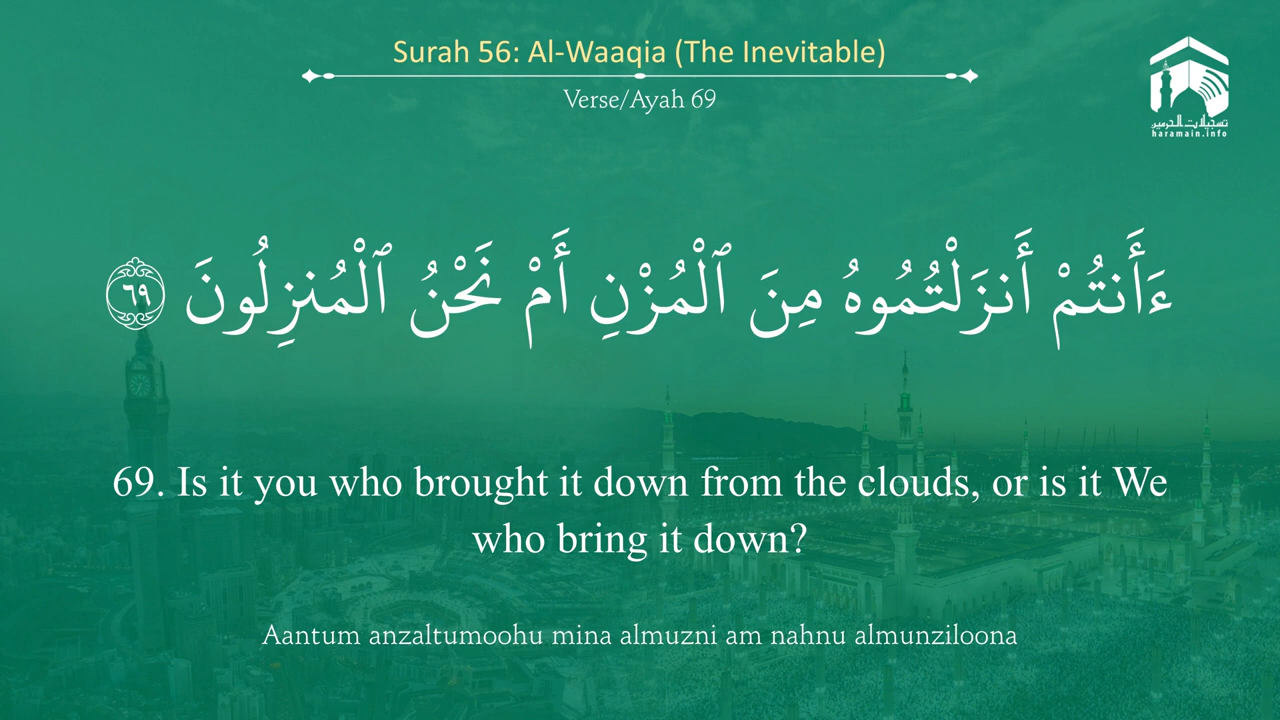 Surah 56: Al-Waaqia (The Inevitable)
Verse/Ayah 69
تسجيلات الحرمين
haramain.info
ءَأَنتُمْ أَنزَلْتُمُوهُ مِنَ ٱلْمُزْنِ أَمْ نَحْنُ ٱلْمُنزِلُونَ ٦٩
69. Is it you who brought it down from the clouds, or is it We
who bring it down?
Aantum anzaltumoohu mina almuzni am nahnu almunziloona